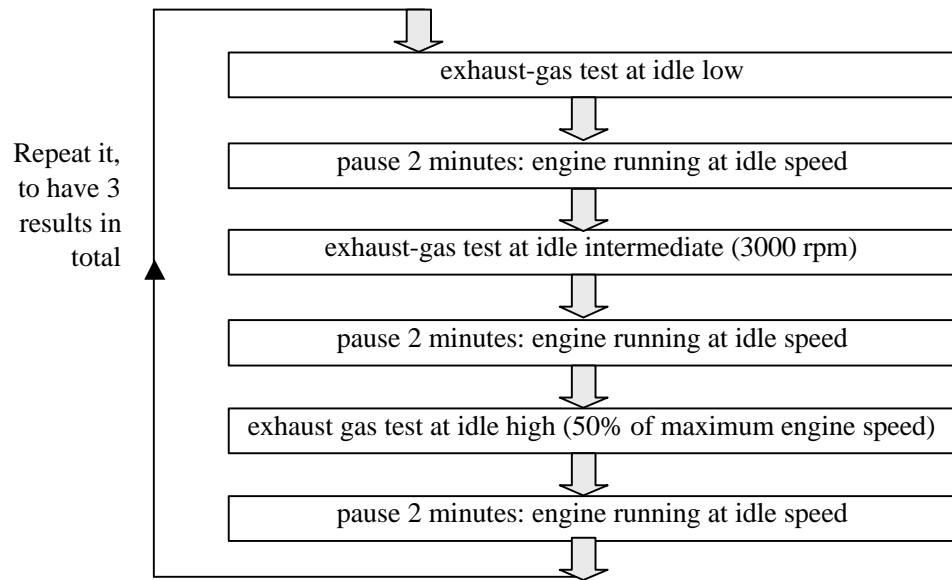 exhaust-gas test at idle low
pause 2 minutes: engine running at idle speed
Repeat it,
to have 3
results in
total
exhaust-gas test at idle intermediate (3000 rpm)
pause 2 minutes: engine running at idle speed
exhaust gas test at idle high (50% of maximum engine speed)
pause 2 minutes: engine running at idle speed